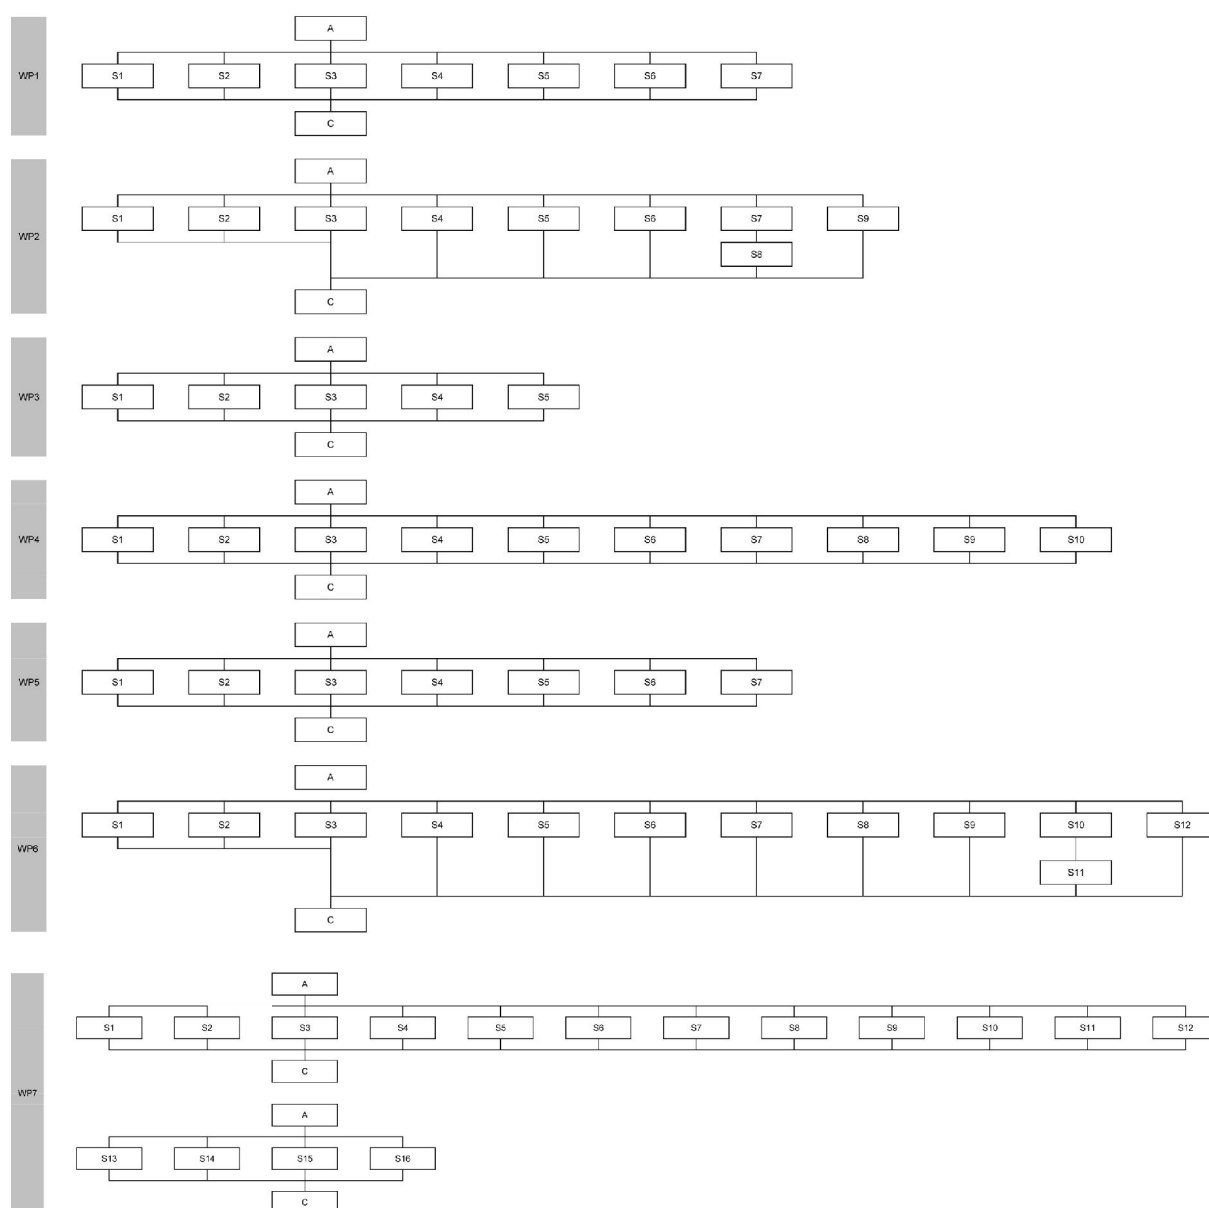 A
WP1
S1 S2 S3 S4 S5 S6 S7
C
A
S1 S2 S3 S4 S5 S6 S7 S9
WP2
S8
C
A
WP3
S1 S2 S3 S4 S5
C
A
WP4
S1 S2 S3 S4 S5 S6 S7 S8 S9 S10
C
A
WP5
S1 S2 S3 S4 S5 S6 S7
C
A
S1 S2 S3 S4 S5 S6 S7 S8 S9 S10 S12
WP6
S11
C
A
S1 S2 S3 S4 S5 S6 S7 S8 S9 S10 S11 S12
C
WP7
A
S13 S14 S15 S16
C